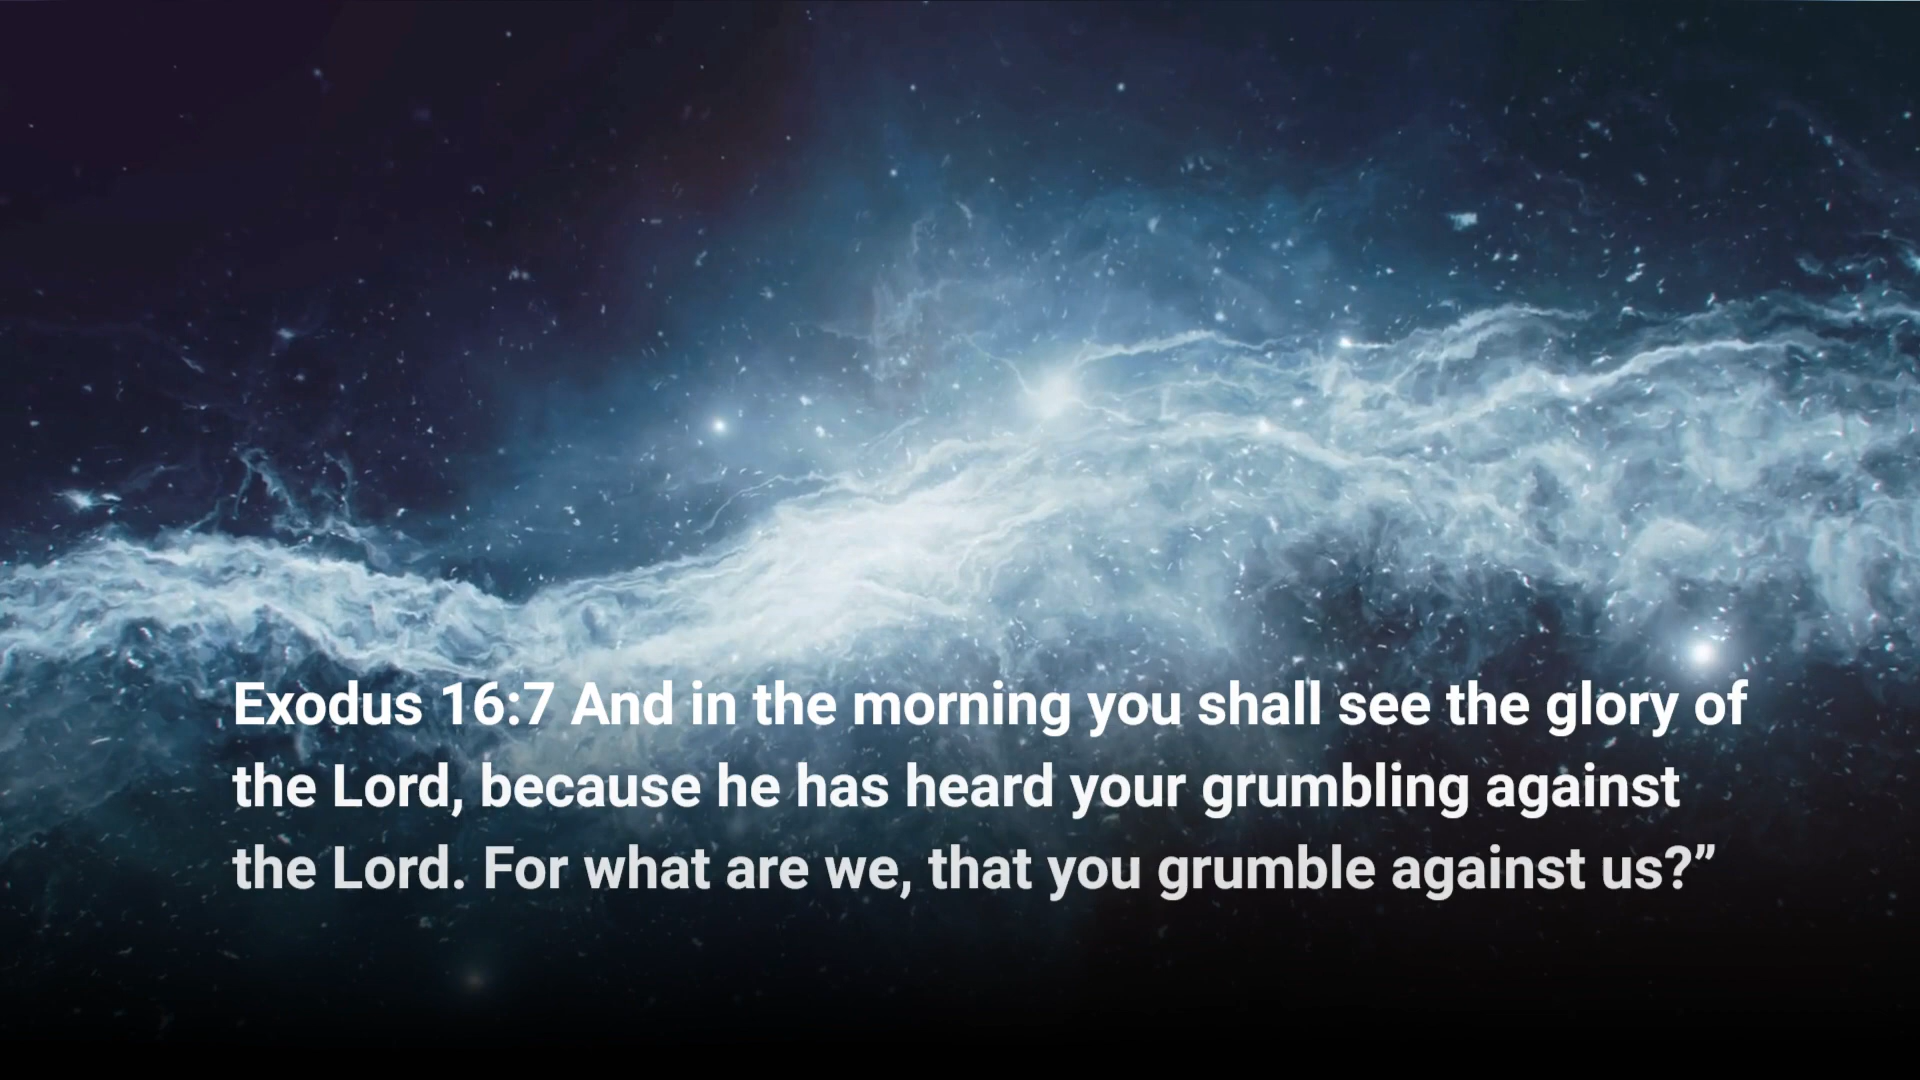 Exodus 16:7 And in the morning you shall see the glory of
the Lord, because he has heard your grumbling against
the Lord. For what are we, that you grumble against us?”